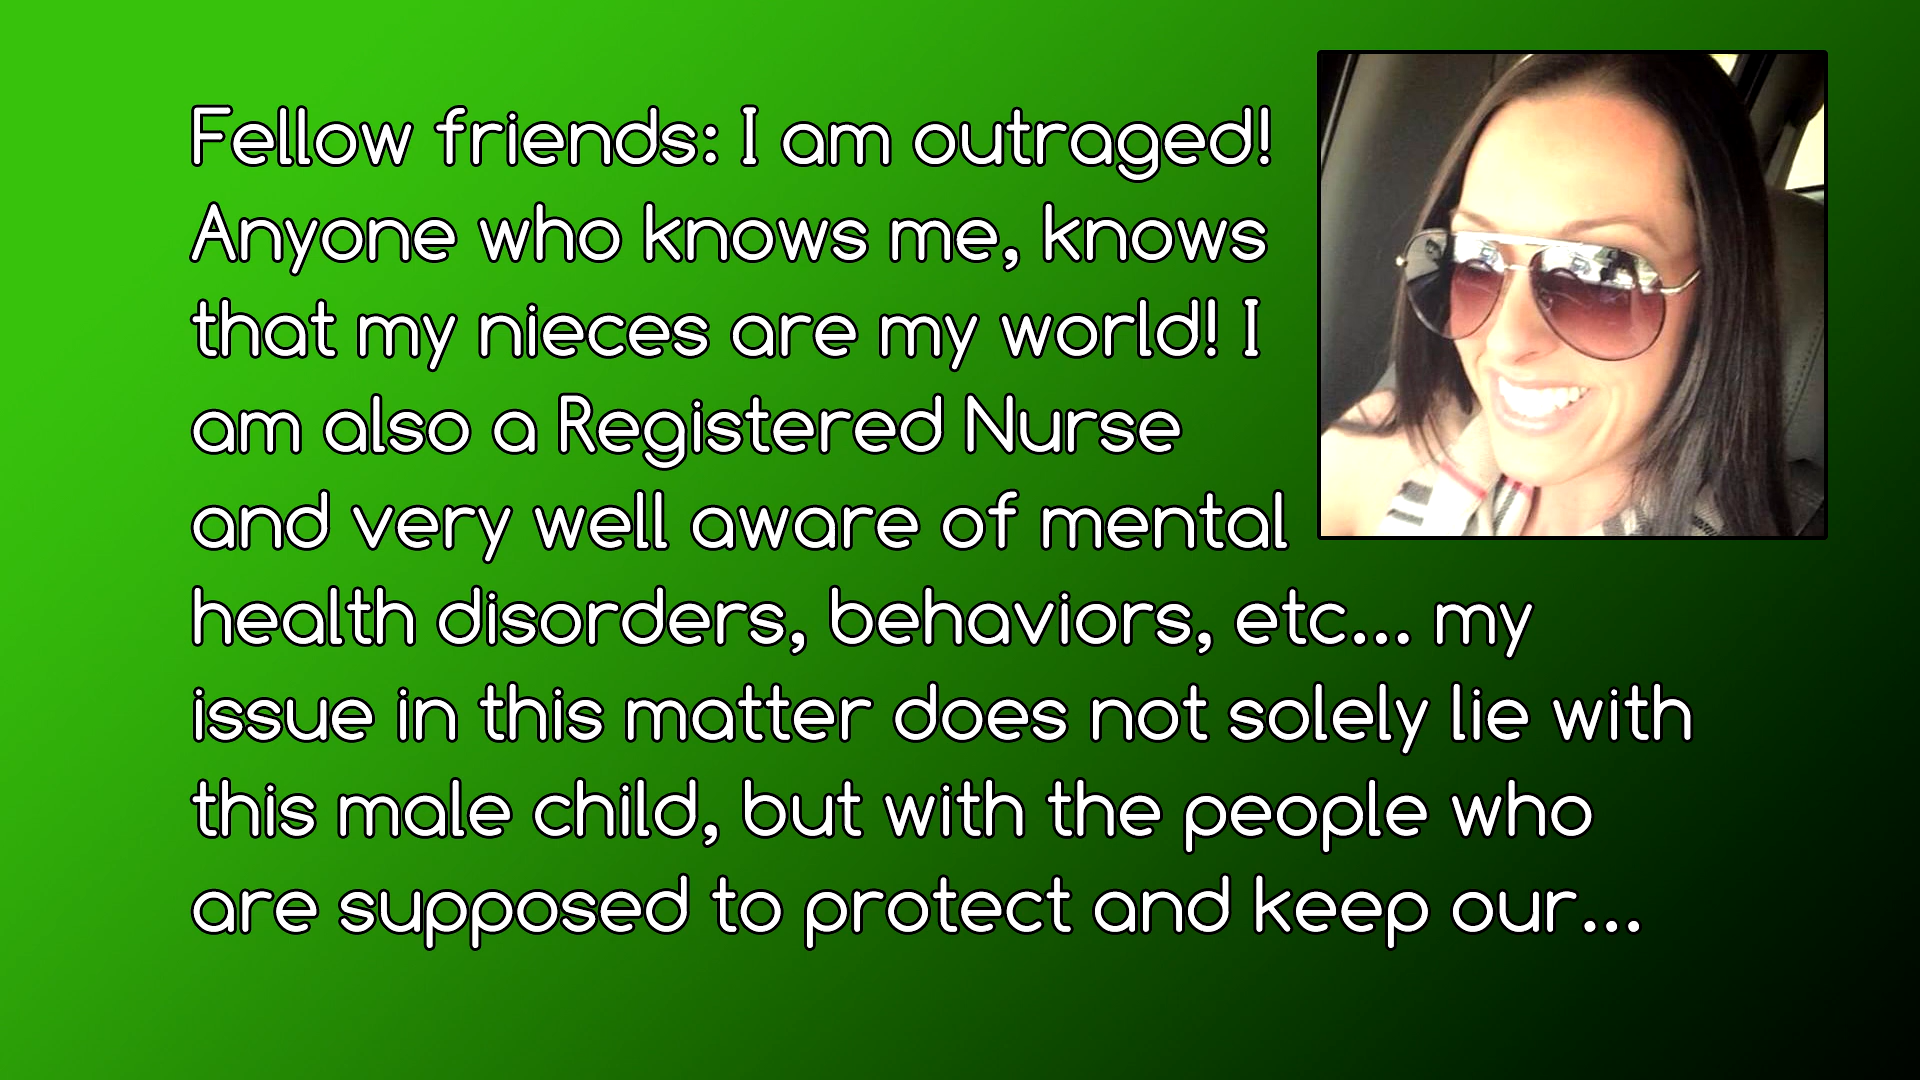 Fellow friends: I am outraged!
Anyone who knows me, knows
that my nieces are my world! I
am also a Registered Nurse
and very well aware of mental
health disorders, behaviors, etc... my
issue in this matter does not solely lie with
this male child, but with the people who
are supposed to protect and keep our...